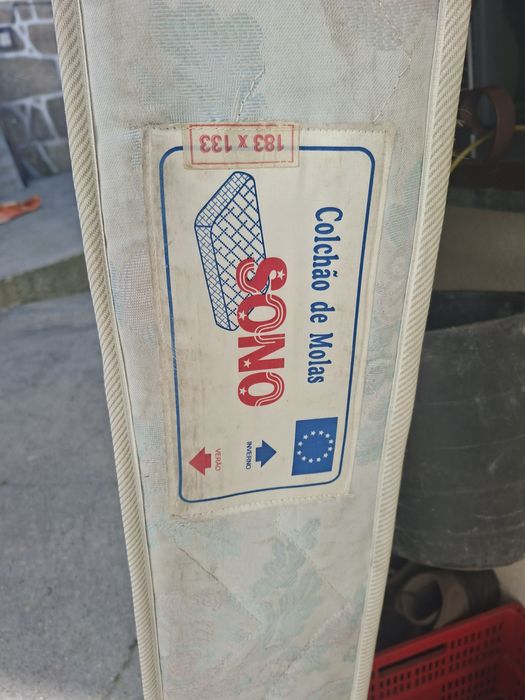 Colchão de Molas
SONO
183 x 133
INVERNO
VERÃO